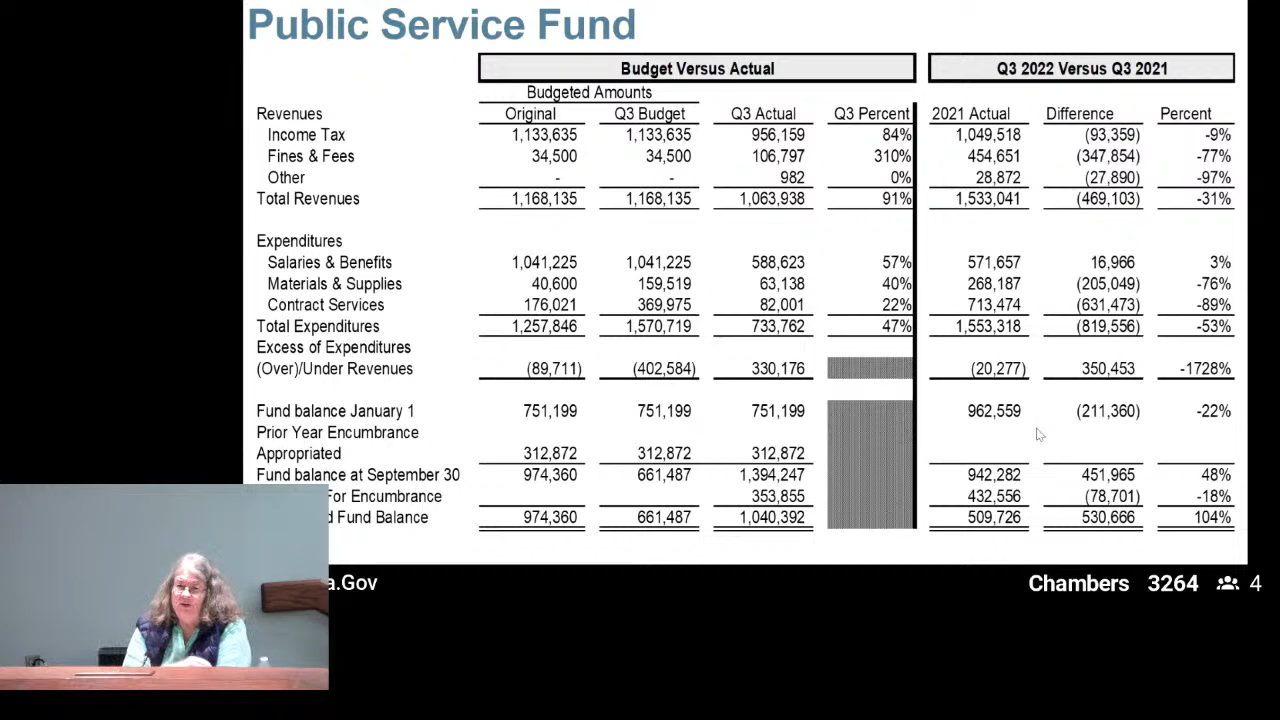 Public Service Fund
Budget Versus Actual Q3 2022 Versus Q3 2021
Budgeted Amounts
Revenues Original Q3 Budget Q3 Actual Q3 Percent 2021 Actual Difference Percent
Income Tax 1,133,635 1,133,635 956,159 84% 1,049,518 (93,359) -9%
Fines & Fees 34,500 34,500 106,797 310% 454,651 (347,854) -77%
Other - - 982 0% 28,872 (27,890) -97%
Total Revenues 1,168,135 1,168,135 1,063,938 91% 1,533,041 (469,103) -31%
Expenditures
Salaries & Benefits 1,041,225 1,041,225 588,623 57% 571,657 16,966 3%
Materials & Supplies 40,600 159,519 63,138 40% 268,187 (205,049) -76%
Contract Services 176,021 369,975 82,001 22% 713,474 (631,473) -89%
Total Expenditures 1,257,846 1,570,719 733,762 47% 1,553,318 (819,556) -53%
Excess of Expenditures
(Over)/Under Revenues (89,711) (402,584) 330,176 (20,277) 350,453 -1728%
Fund balance January 1 751,199 751,199 751,199 962,559 (211,360) -22%
Prior Year Encumbrance
Appropriated 312,872 312,872 312,872
Fund balance at September 30 974,360 661,487 1,394,247 942,282 451,965 48%
For Encumbrance 353,855 432,556 (78,701) -18%
d Fund Balance 974,360 661,487 1,040,392 509,726 530,666 104%
a.Gov Chambers 3264 4